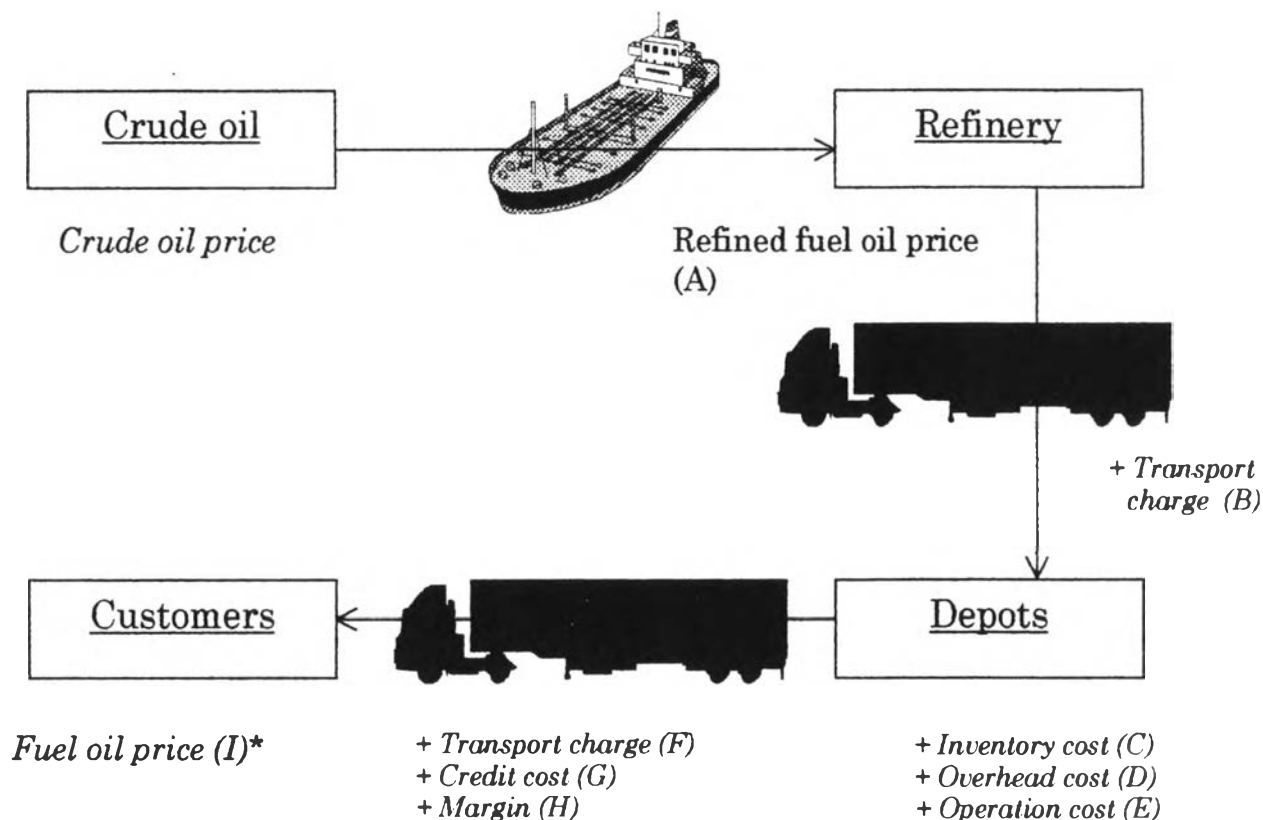 Crude oil
Refinery
Crude oil price
Refined fuel oil price
(A)
+ Transport
charge (B)
Customers
Depots
Fuel oil price (I)*
+ Transport charge (F)
+ Credit cost (G)
+ Margin (H)
+ Inventory cost (C)
+ Overhead cost (D)
+ Operation cost (E)